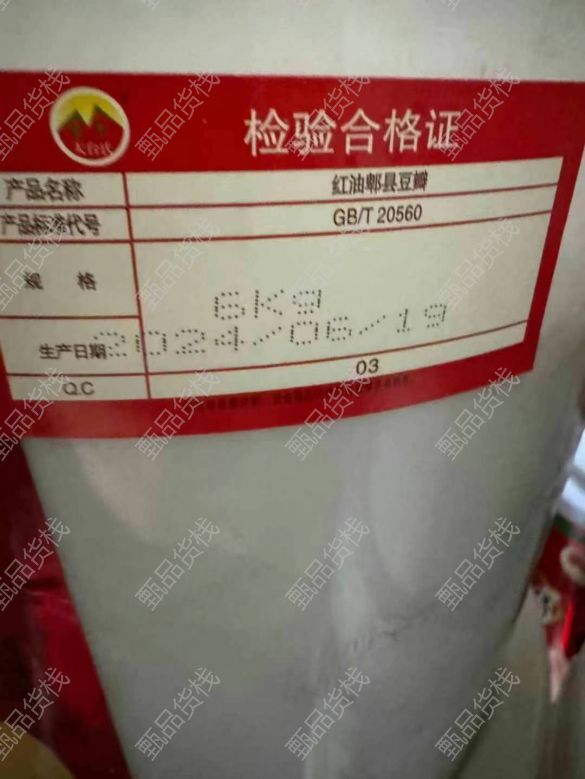 检验合格证
产品名称 红油郫县豆瓣
产品标准代号 GB/T 20560
规 格 6Kg
生产日期 2024/06/19
Q.C 03
甄品货栈